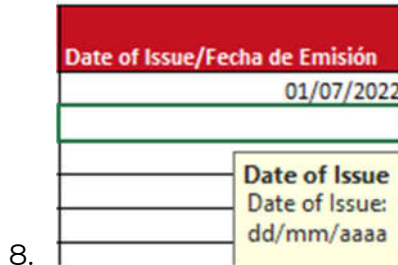 Date of Issue/Fecha de Emisión
01/07/2022
Date of Issue
Date of Issue:
dd/mm/aaaa
8.